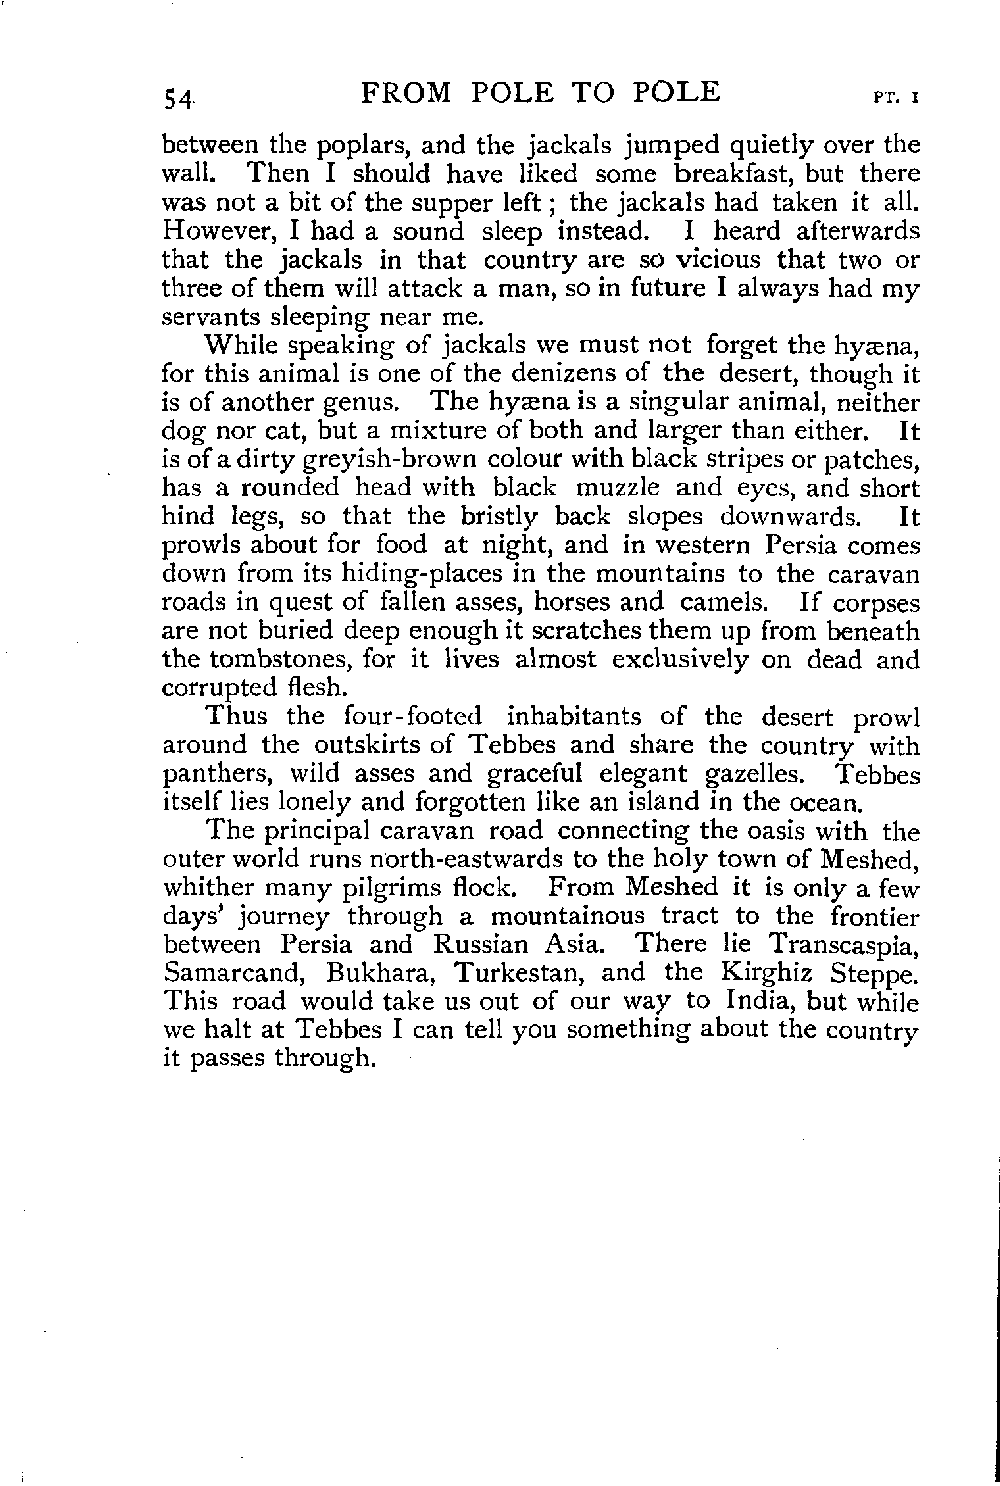 54 FROM POLE TO POLE PT. I
between the poplars, and the jackals jumped quietly over the
wall. Then I should have liked some breakfast, but there
was not a bit of the supper left; the jackals had taken it all.
However, I had a sound sleep instead. I heard afterwards
that the jackals in that country are so vicious that two or
three of them will attack a man, so in future I always had my
servants sleeping near me.
While speaking of jackals we must not forget the hyæna,
for this animal is one of the denizens of the desert, though it
is of another genus. The hyæna is a singular animal, neither
dog nor cat, but a mixture of both and larger than either. It
is of a dirty greyish-brown colour with black stripes or patches,
has a rounded head with black muzzle and eyes, and short
hind legs, so that the bristly back slopes downwards. It
prowls about for food at night, and in western Persia comes
down from its hiding-places in the mountains to the caravan
roads in quest of fallen asses, horses and camels. If corpses
are not buried deep enough it scratches them up from beneath
the tombstones, for it lives almost exclusively on dead and
corrupted flesh.
Thus the four-footed inhabitants of the desert prowl
around the outskirts of Tebbes and share the country with
panthers, wild asses and graceful elegant gazelles. Tebbes
itself lies lonely and forgotten like an island in the ocean.
The principal caravan road connecting the oasis with the
outer world runs north-eastwards to the holy town of Meshed,
whither many pilgrims flock. From Meshed it is only a few
days' journey through a mountainous tract to the frontier
between Persia and Russian Asia. There lie Transcaspia,
Samarcand, Bukhara, Turkestan, and the Kirghiz Steppe.
This road would take us out of our way to India, but while
we halt at Tebbes I can tell you something about the country
it passes through.